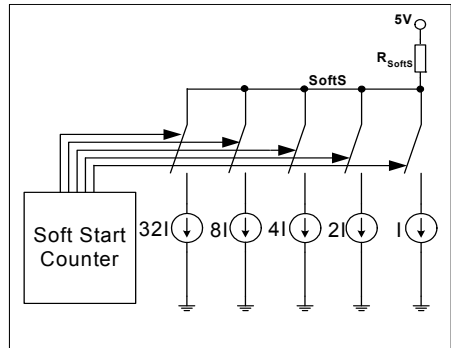 5V
RSoftS
SoftS
Soft Start
Counter
32I 8I 4I 2I I